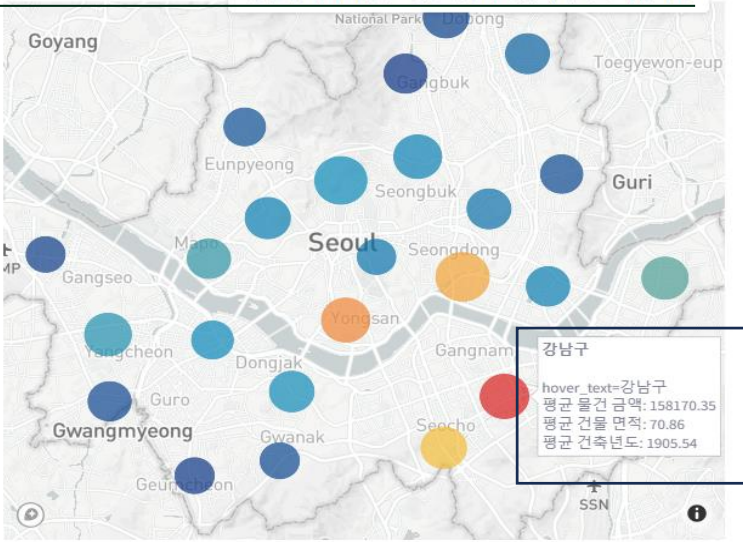 National Park
Dobong
Goyang
Toegyewon-eup
Gangbuk
Eunpyeong
Seongbuk
Guri
Mapo
Seoul
Seongdong
MP
Gangseo
Yongsan
Yangcheon
Gangnam
Dongjak
Guro
Gwangmyeong
Gwanak
Seocho
Geumcheon
SSN
강남구
hover_text=강남구
평균 물건 금액: 158170.35
평균 건물 면적: 70.86
평균 건축년도: 1905.54